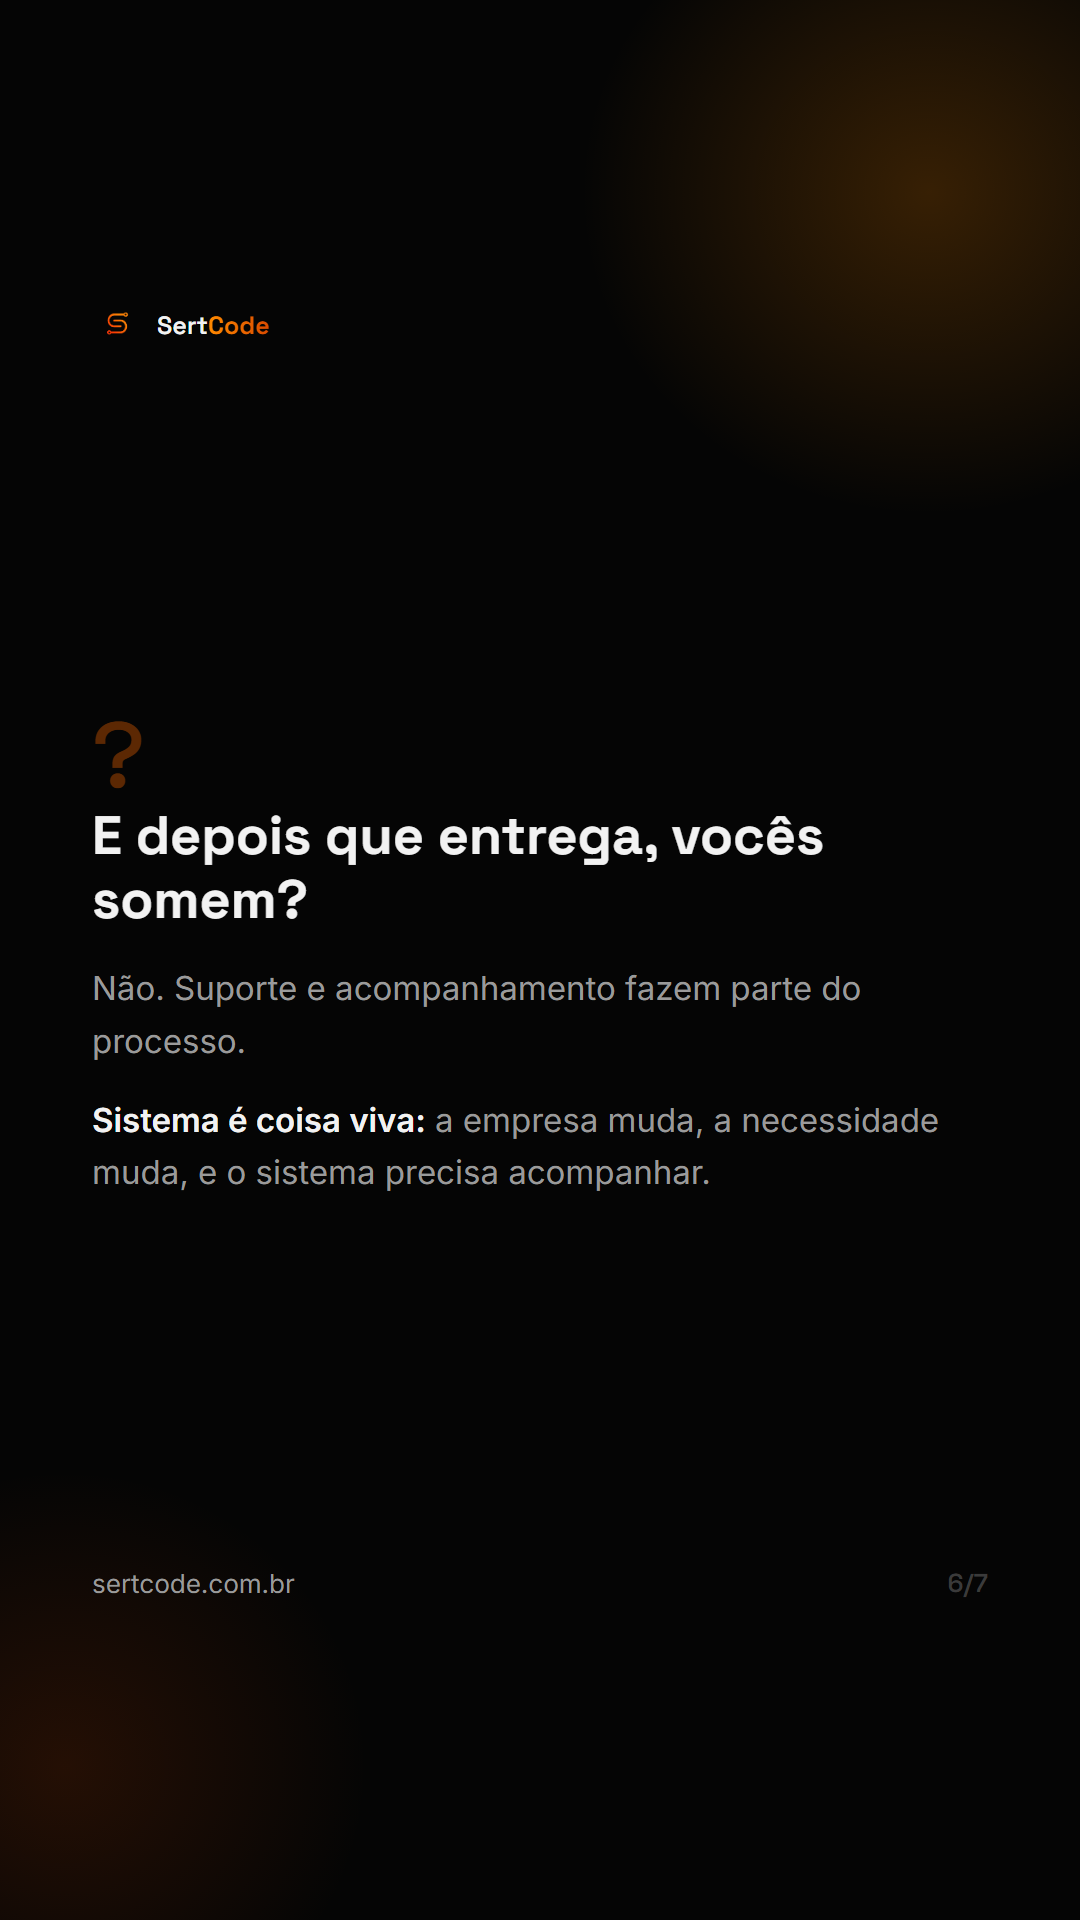 SertCode
?
E depois que entrega, vocês
somem?
Não. Suporte e acompanhamento fazem parte do
processo.
Sistema é coisa viva: a empresa muda, a necessidade
muda, e o sistema precisa acompanhar.
sertcode.com.br
6/7